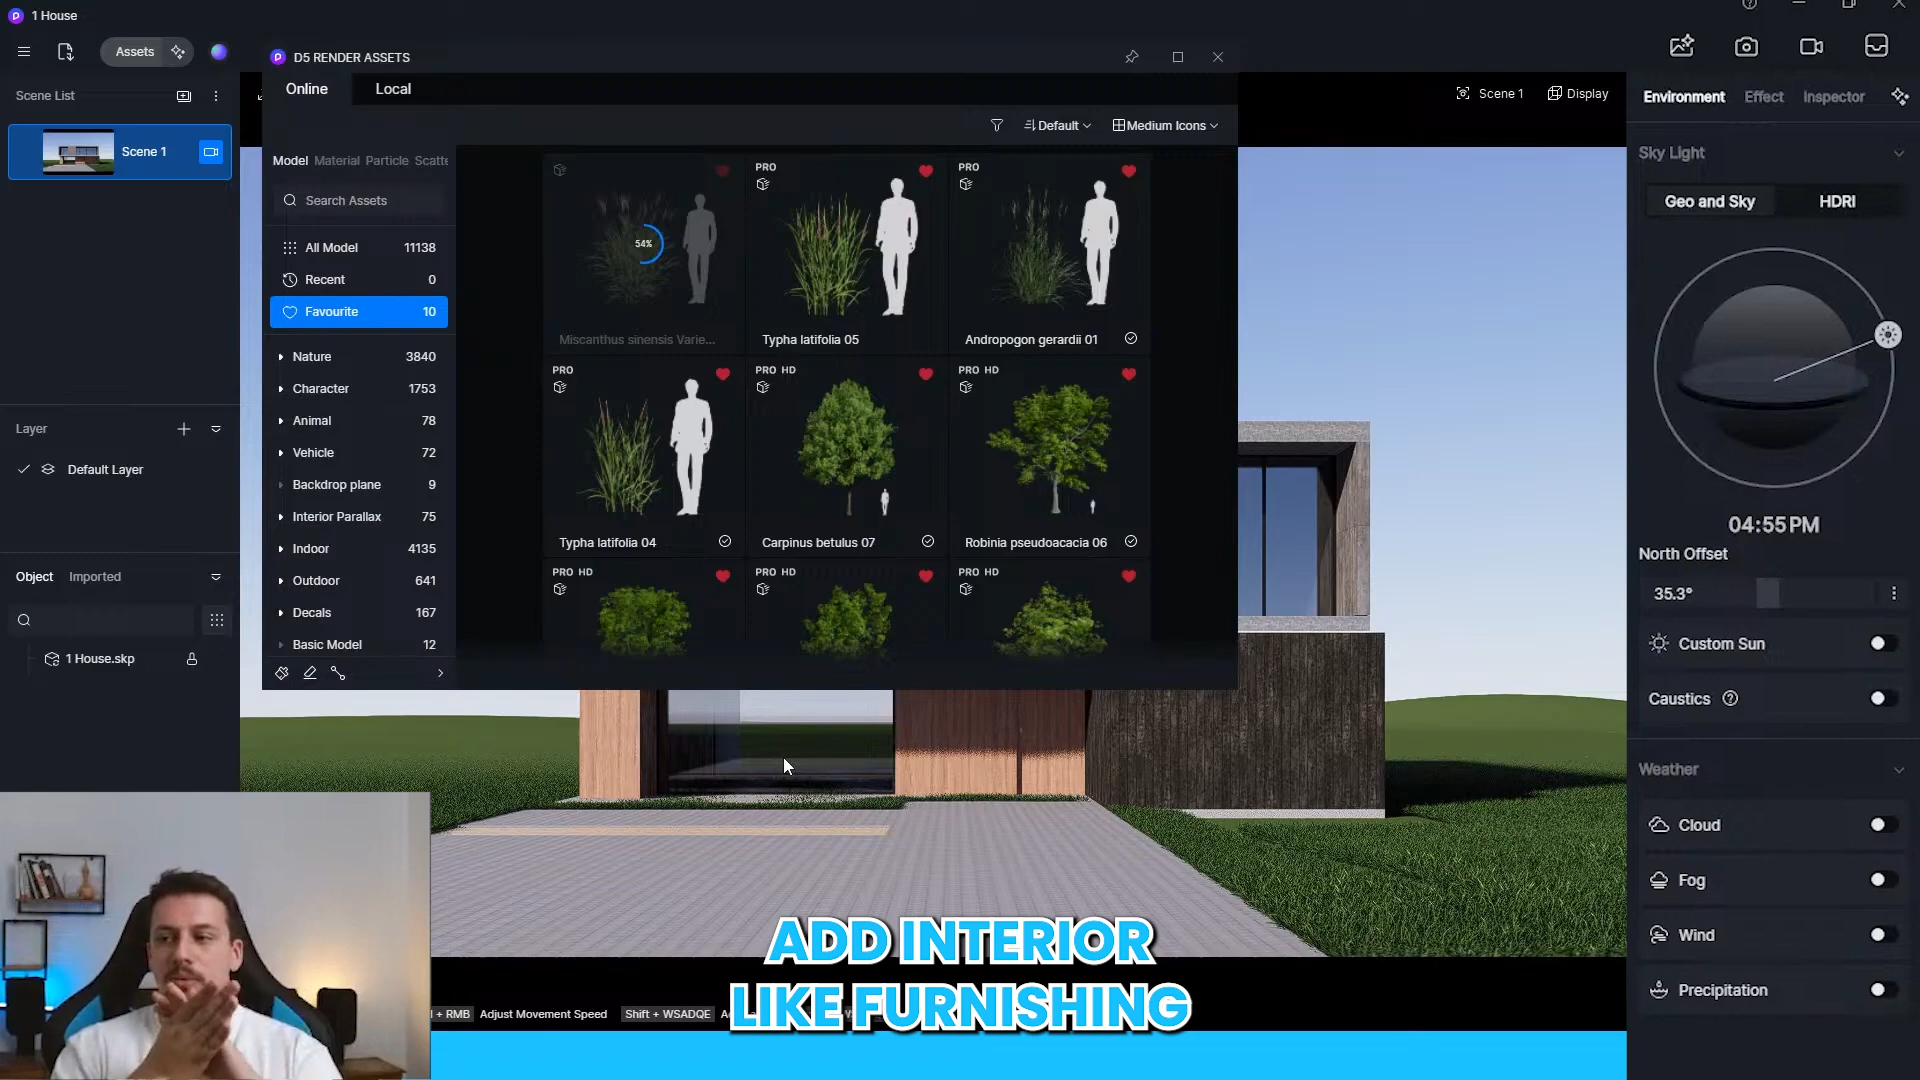 1 House
Assets
D5 RENDER ASSETS
Online
Local
Default
Medium Icons
Model Material Particle Scatte
Search Assets
All Model 11138
Recent 0
Favourite 10
Nature 3840
Character 1753
Animal 78
Vehicle 72
Backdrop plane 9
Interior Parallax 75
Indoor 4135
Outdoor 641
Decals 167
Basic Model 12
54%
Miscanthus sinensis Varie...
PRO
Typha latifolia 05
PRO
Andropogon gerardii 01
PRO
Typha latifolia 04
PRO HD
Carpinus betulus 07
PRO HD
Robinia pseudoacacia 06
PRO HD
PRO HD
PRO HD
Scene List
Scene 1
Layer
Default Layer
Object Imported
1 House.skp
Scene 1
Display
Environment Effect Inspector
Sky Light
Geo and Sky HDRI
04:55PM
North Offset
35.3°
Custom Sun
Caustics
Weather
Cloud
Fog
Wind
Precipitation
+ RMB Adjust Movement Speed Shift + WSADQE
ADD INTERIOR
LIKE FURNISHING